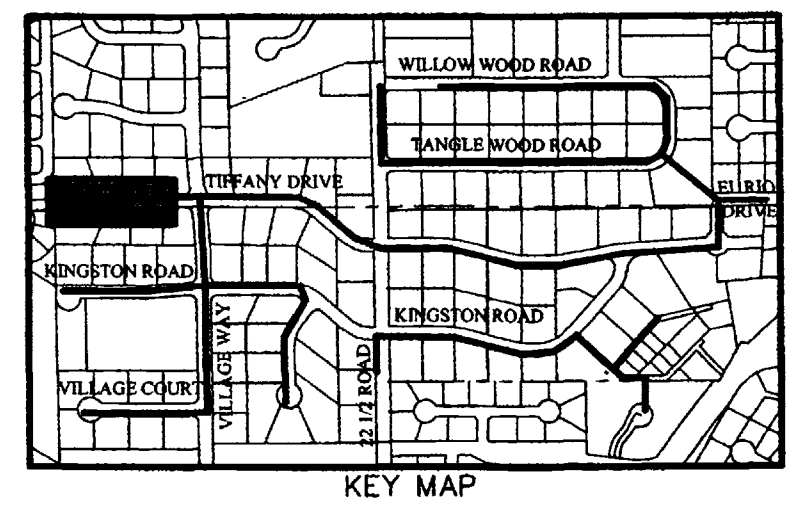 WILLOW WOOD ROAD
TANGLE WOOD ROAD
TIFFANY DRIVE
DRIVE
KINGSTON ROAD
KINGSTON ROAD
VILLAGE WAY
22 1/2 ROAD
VILLAGE COURT
KEY MAP